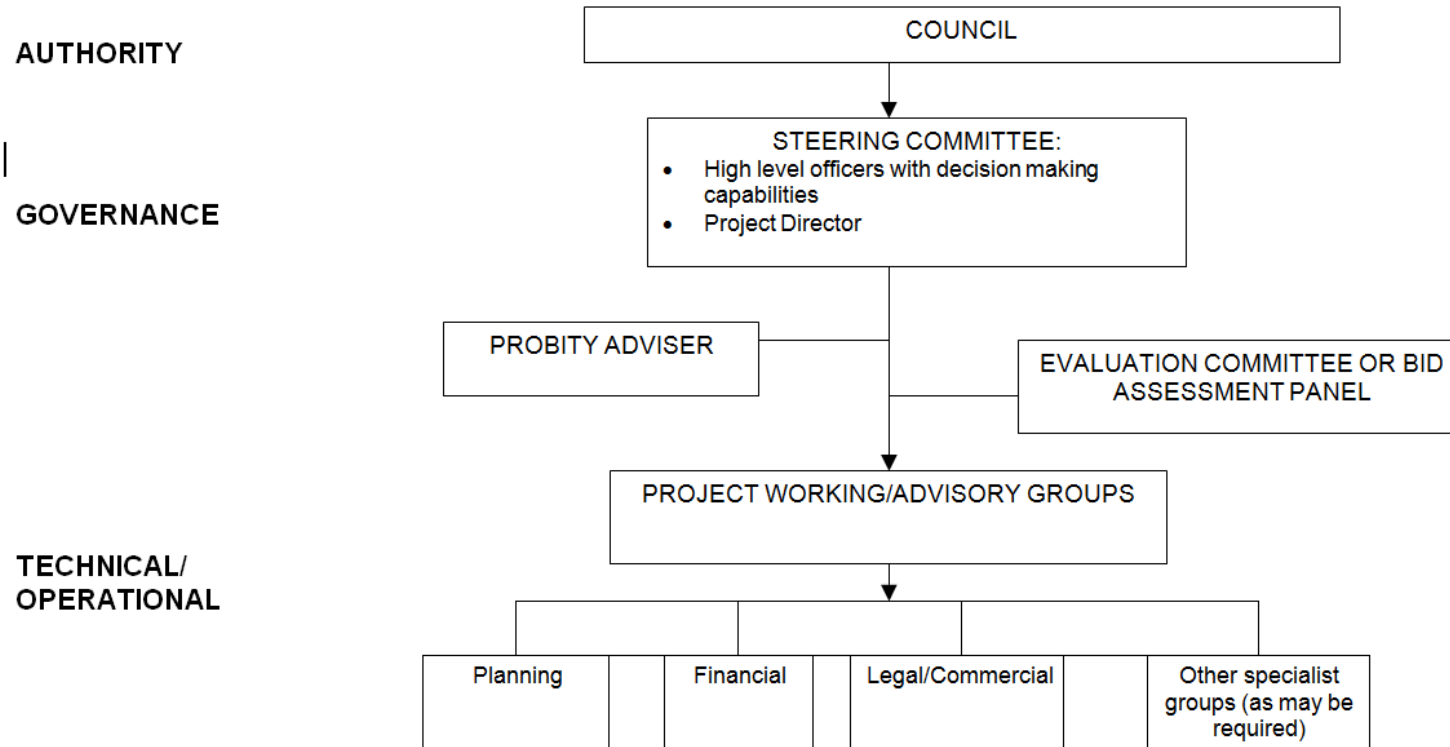 AUTHORITY
COUNCIL
STEERING COMMITTEE:
• High level officers with decision making
capabilities
• Project Director
GOVERNANCE
PROBITY ADVISER
EVALUATION COMMITTEE OR BID
ASSESSMENT PANEL
PROJECT WORKING/ADVISORY GROUPS
TECHNICAL/
OPERATIONAL
Planning
Financial
Legal/Commercial
Other specialist
groups (as may be
required)